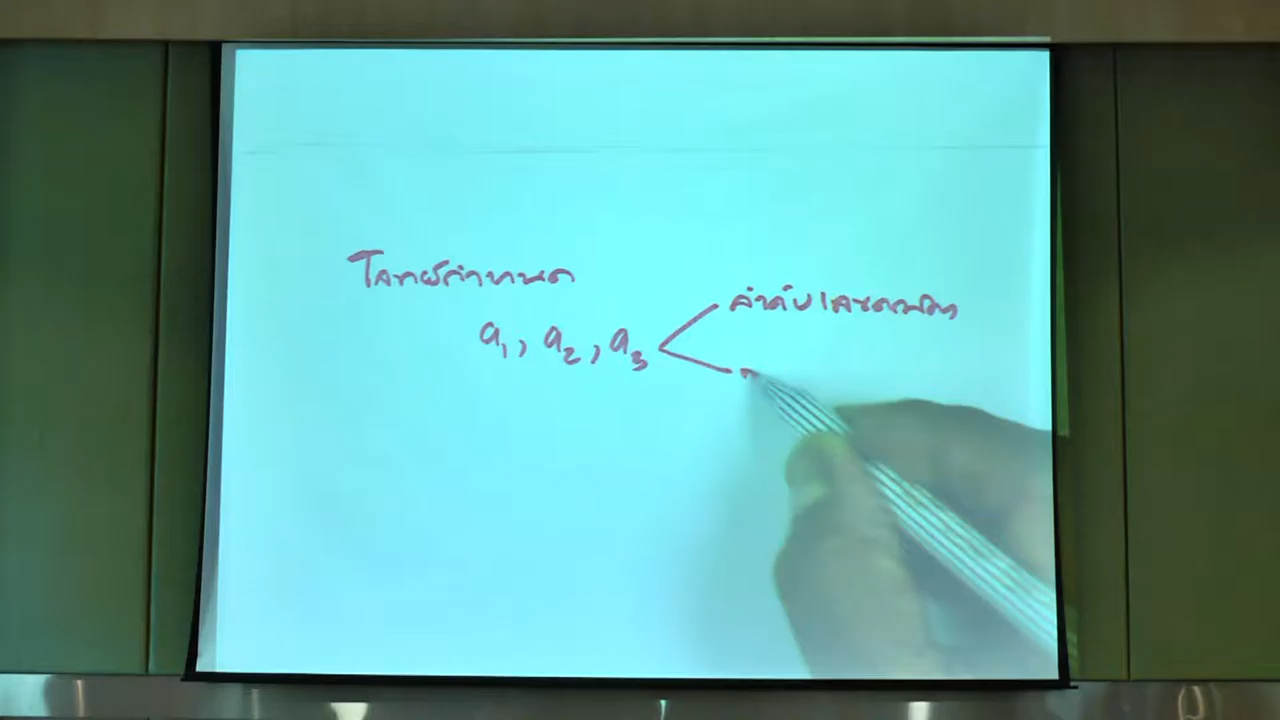 โจทย์กำหนด
ลำดับเลขคณิต
a₁, a₂, a₃